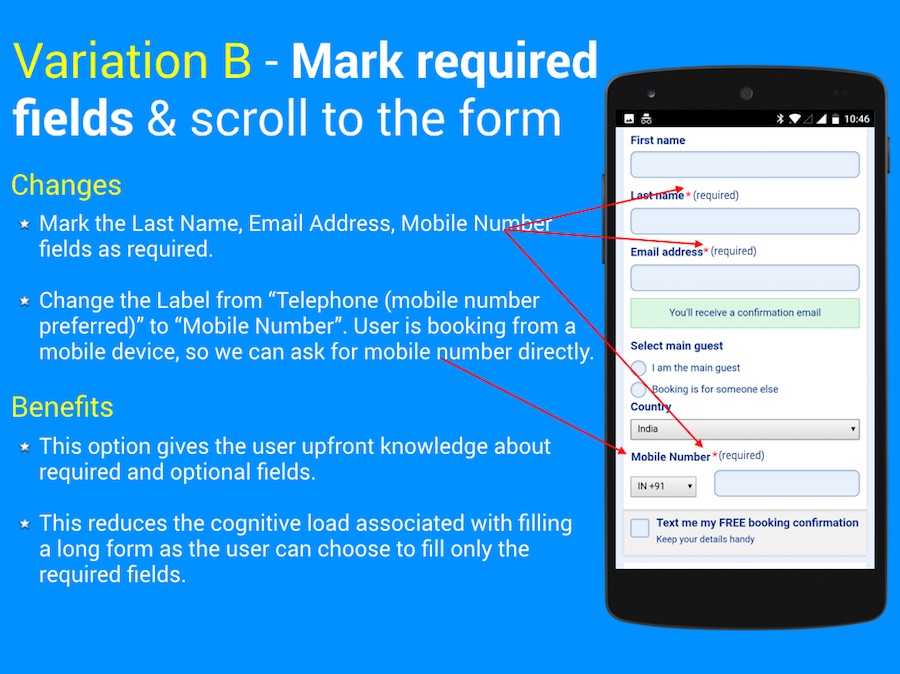 Variation B - Mark required
fields & scroll to the form
Changes
Mark the Last Name, Email Address, Mobile Number
fields as required.
Change the Label from “Telephone (mobile number
preferred)” to “Mobile Number”. User is booking from a
mobile device, so we can ask for mobile number directly.
Benefits
This option gives the user upfront knowledge about
required and optional fields.
This reduces the cognitive load associated with filling
a long form as the user can choose to fill only the
required fields.
10:46
First name
Last name * (required)
Email address* (required)
You'll receive a confirmation email
Select main guest
I am the main guest
Booking is for someone else
Country
India
Mobile Number * (required)
IN +91
Text me my FREE booking confirmation
Keep your details handy